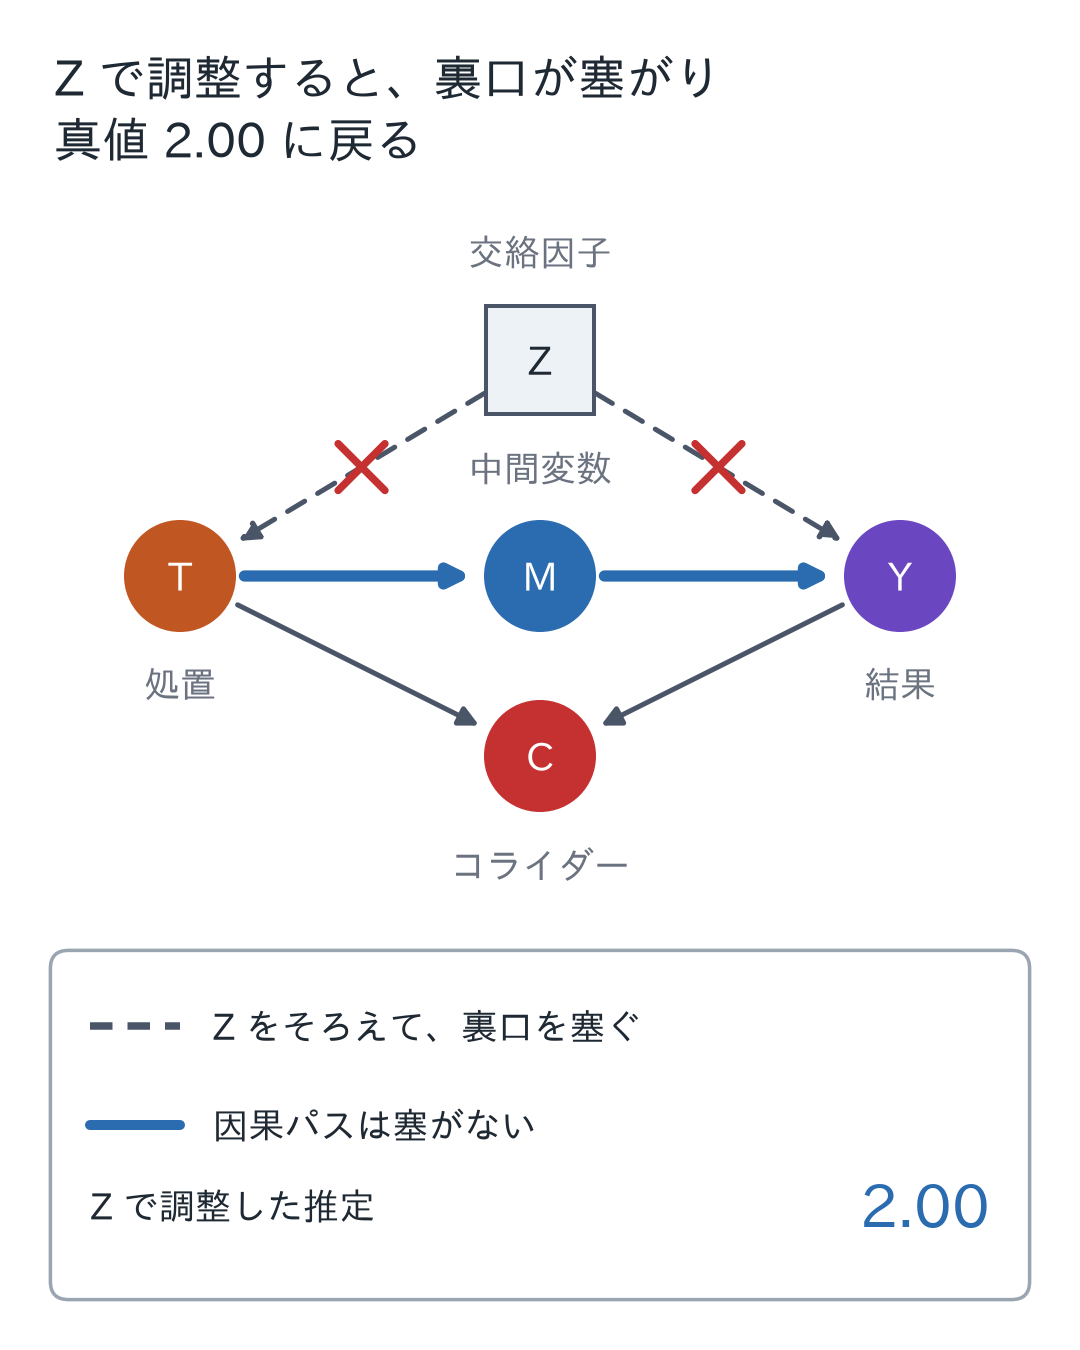 Z で調整すると、裏口が塞がり
真値 2.00 に戻る
交絡因子
Z
中間変数
T
M
Y
処置
結果
C
コライダー
Z をそろえて、裏口を塞ぐ
因果パスは塞がない
Z で調整した推定
2.00